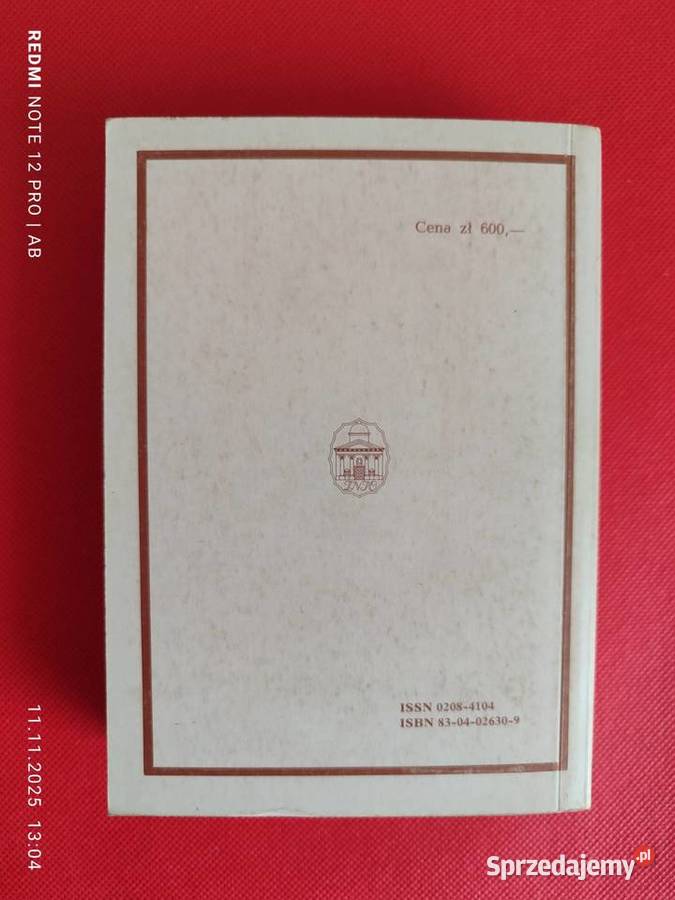 REDMI NOTE 12 PRO | AB
11.11.2025 13:04
Cena zł 600,—
ZNiO
ISSN 0208-4104
ISBN 83-04-02630-9
Sprzedajemy.pl